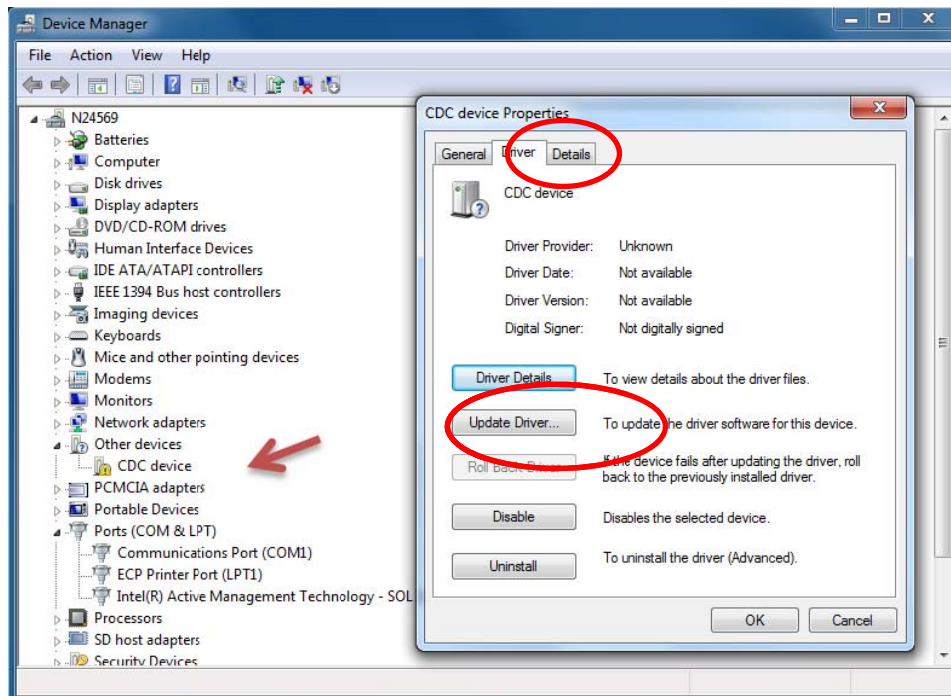 Device Manager
File Action View Help
N24569
Batteries
Computer
Disk drives
Display adapters
DVD/CD-ROM drives
Human Interface Devices
IDE ATA/ATAPI controllers
IEEE 1394 Bus host controllers
Imaging devices
Keyboards
Mice and other pointing devices
Modems
Monitors
Network adapters
Other devices
CDC device
PCMCIA adapters
Portable Devices
Ports (COM & LPT)
Communications Port (COM1)
ECP Printer Port (LPT1)
Intel(R) Active Management Technology - SOL
Processors
SD host adapters
Security Devices
CDC device Properties
General Driver Details
CDC device
Driver Provider: Unknown
Driver Date: Not available
Driver Version: Not available
Digital Signer: Not digitally signed
Driver Details To view details about the driver files.
Update Driver... To update the driver software for this device.
Roll Back Driver If the device fails after updating the driver, roll
back to the previously installed driver.
Disable Disables the selected device.
Uninstall To uninstall the driver (Advanced).
OK Cancel